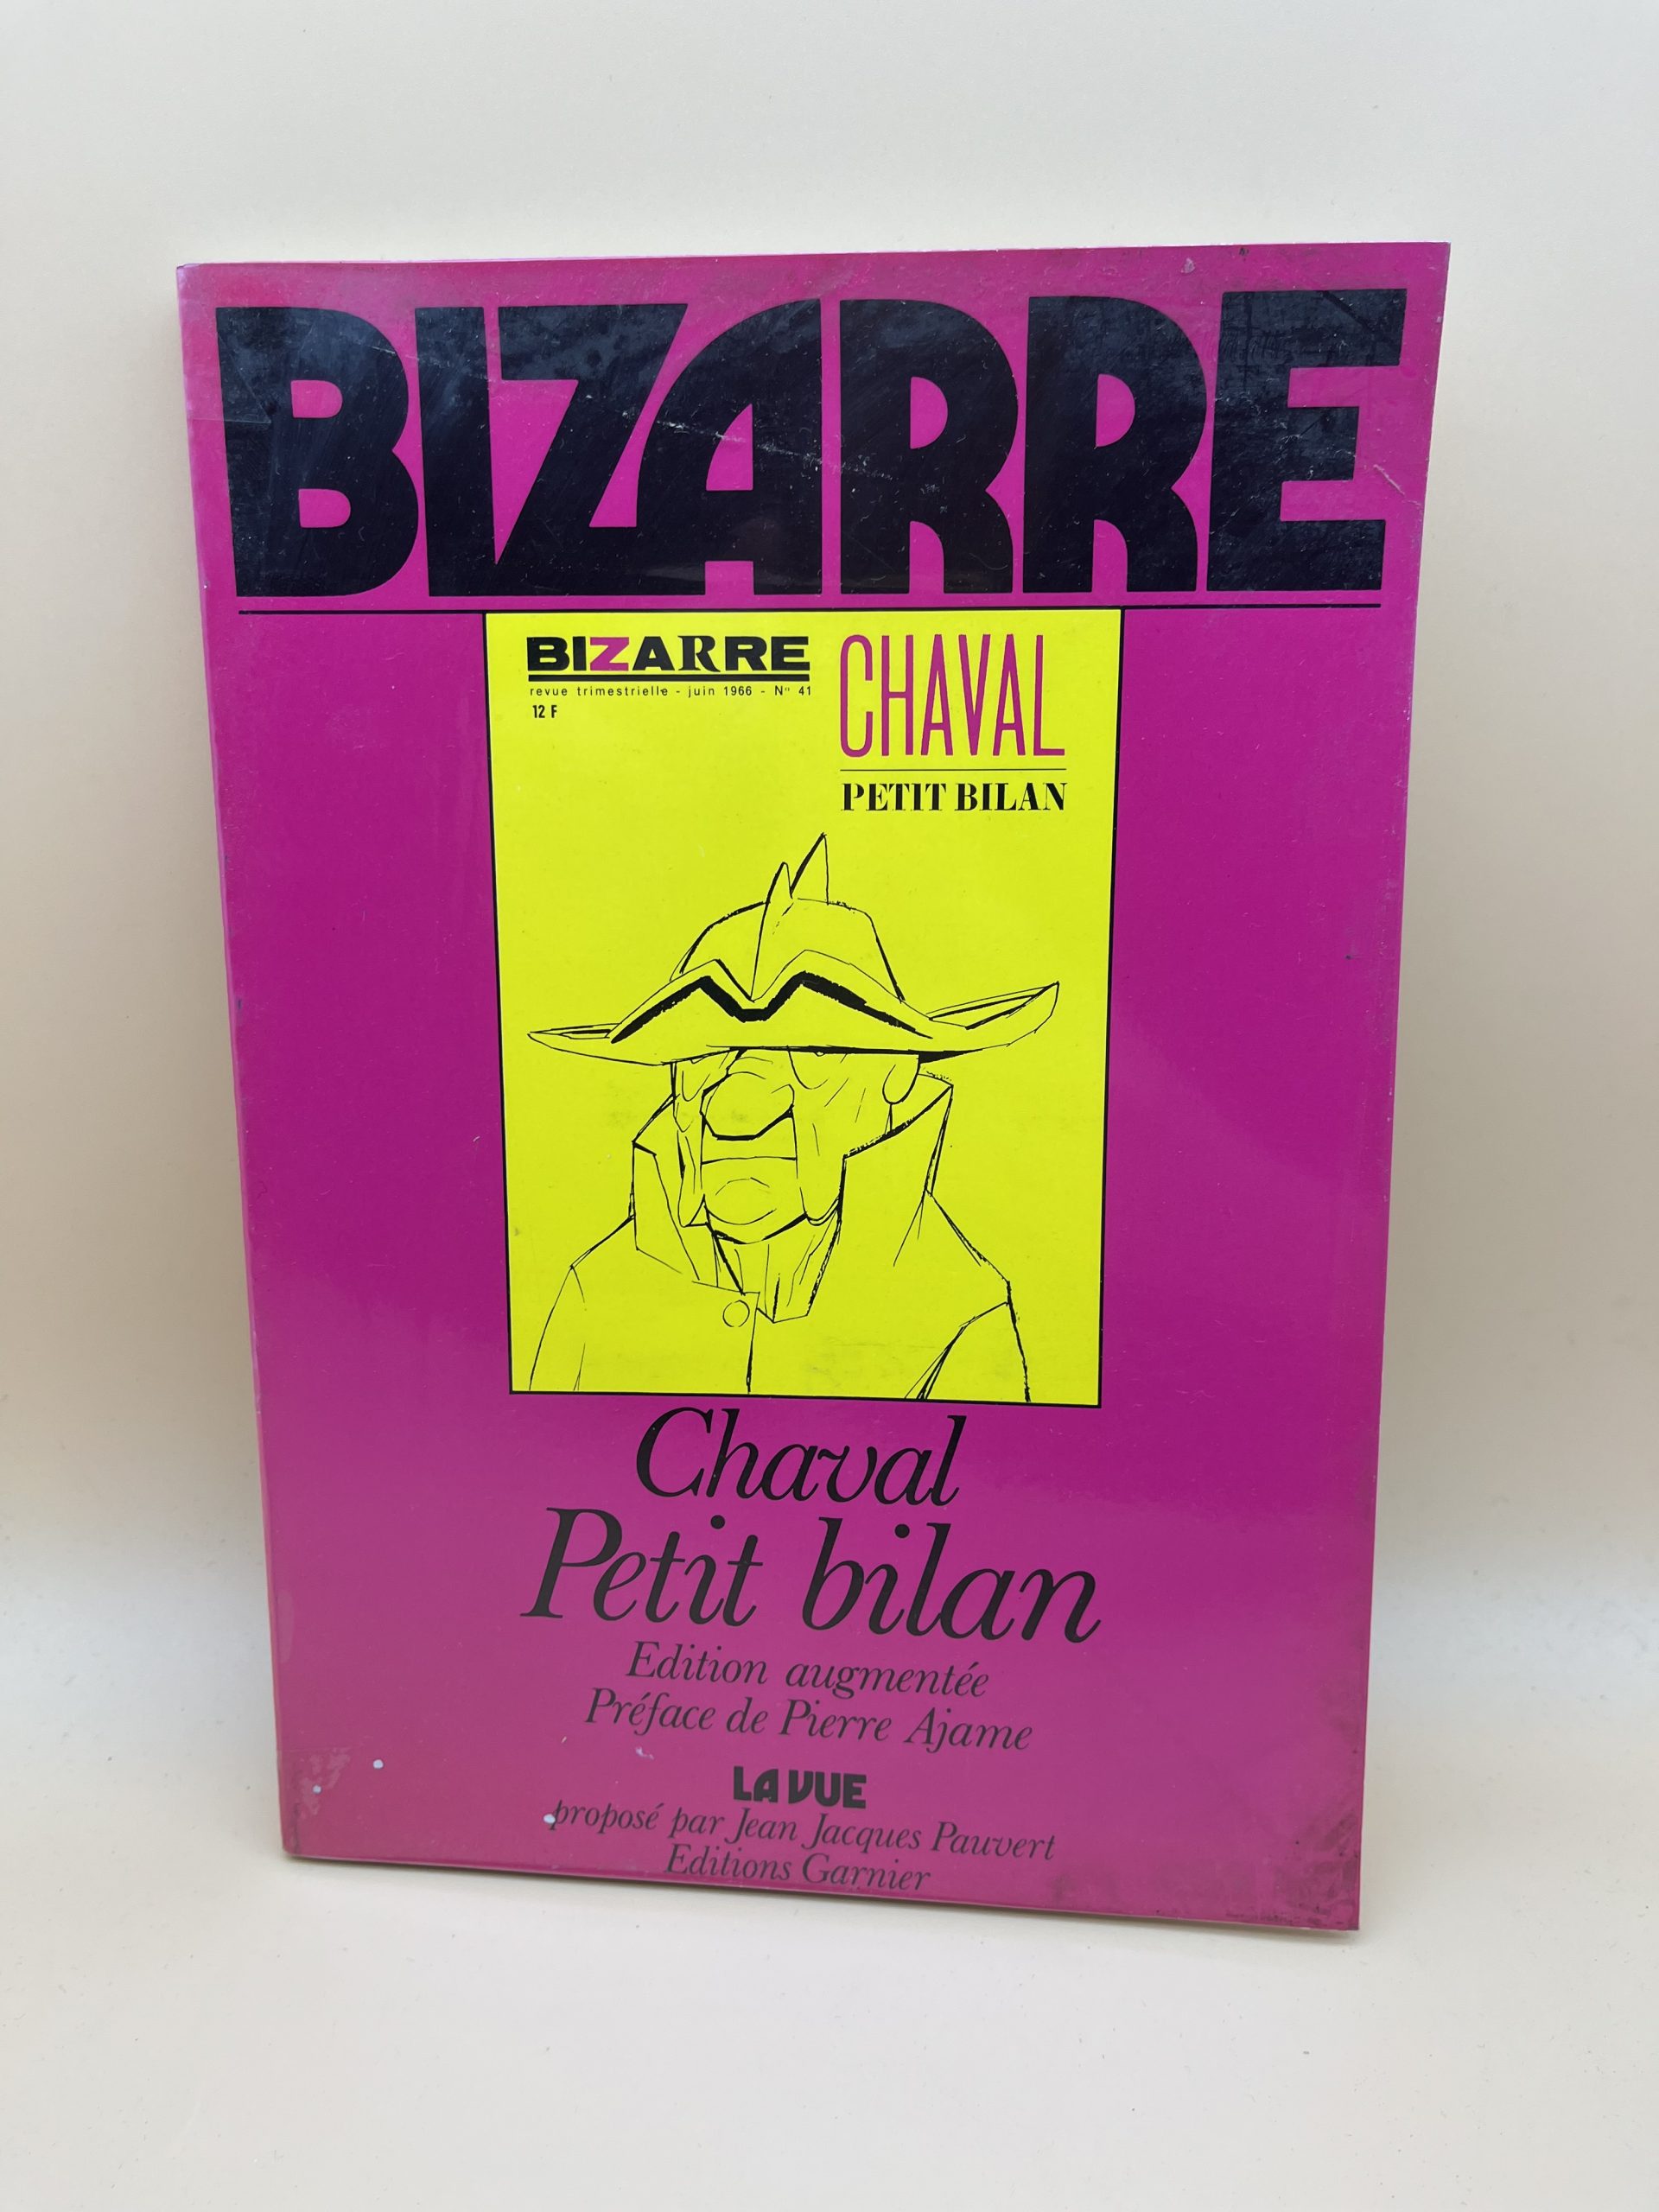 BIZARRE
BIZARRE
revue trimestrielle - juin 1966 - N° 41
12 F
CHAVAL
PETIT BILAN
Chaval
Petit bilan
Edition augmentée
Préface de Pierre Ajame
LA VUE
proposé par Jean Jacques Pauvert
Editions Garnier